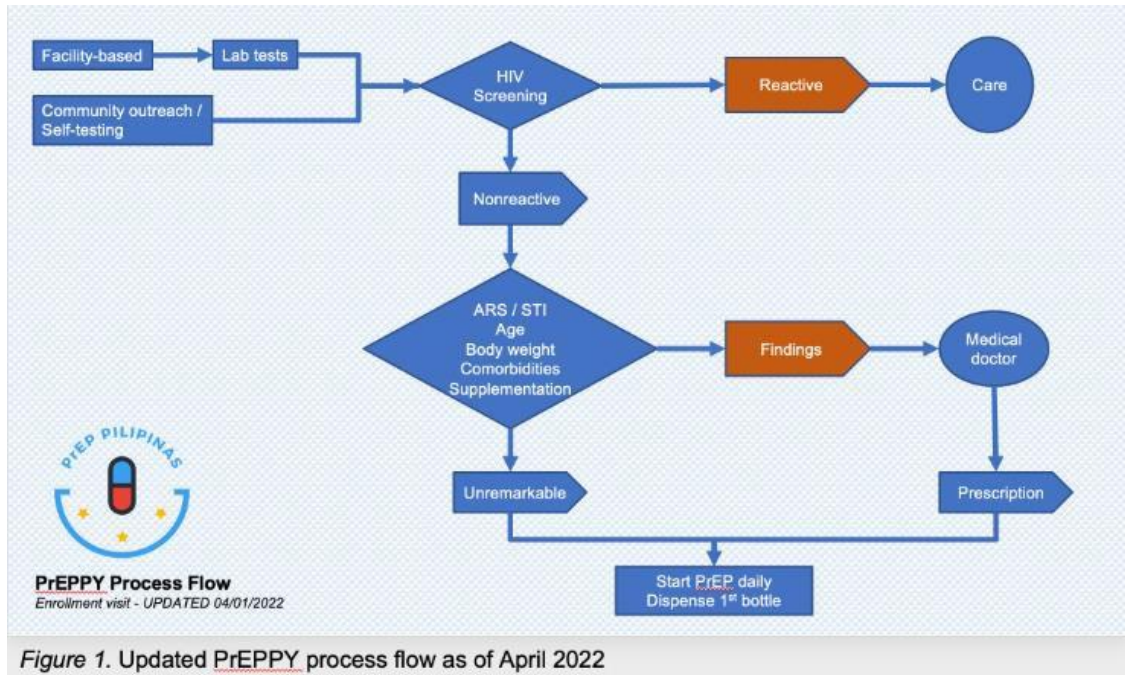 Facility-based
Lab tests
Community outreach /
Self-testing
HIV
Screening
Reactive
Care
Nonreactive
ARS / STI
Age
Body weight
Comorbidities
Supplementation
Findings
Medical
doctor
Unremarkable
Prescription
Start PrEP daily
Dispense 1st bottle
PrEP PILIPINAS
PrEPPY Process Flow
Enrollment visit - UPDATED 04/01/2022
Figure 1. Updated PrEPPY process flow as of April 2022